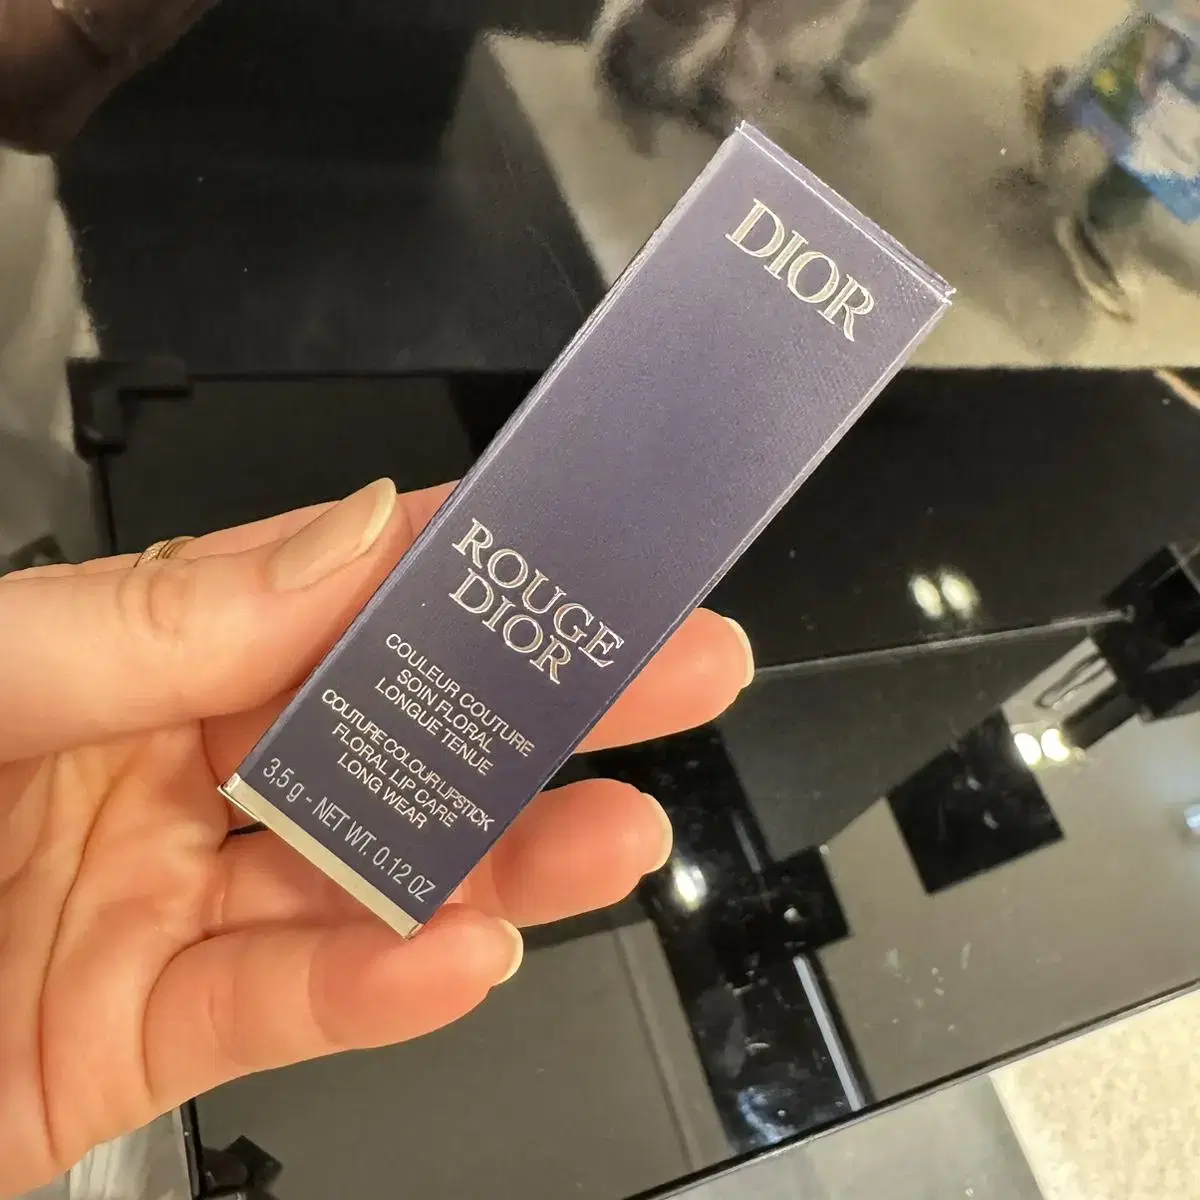 DIOR
ROUGE
DIOR
COULEUR COUTURE
SOIN FLORAL
LONGUE TENUE
COUTURE COLOUR LIPSTICK
FLORAL LIP CARE
LONG WEAR
3,5 g - NET WT. 0.12 OZ